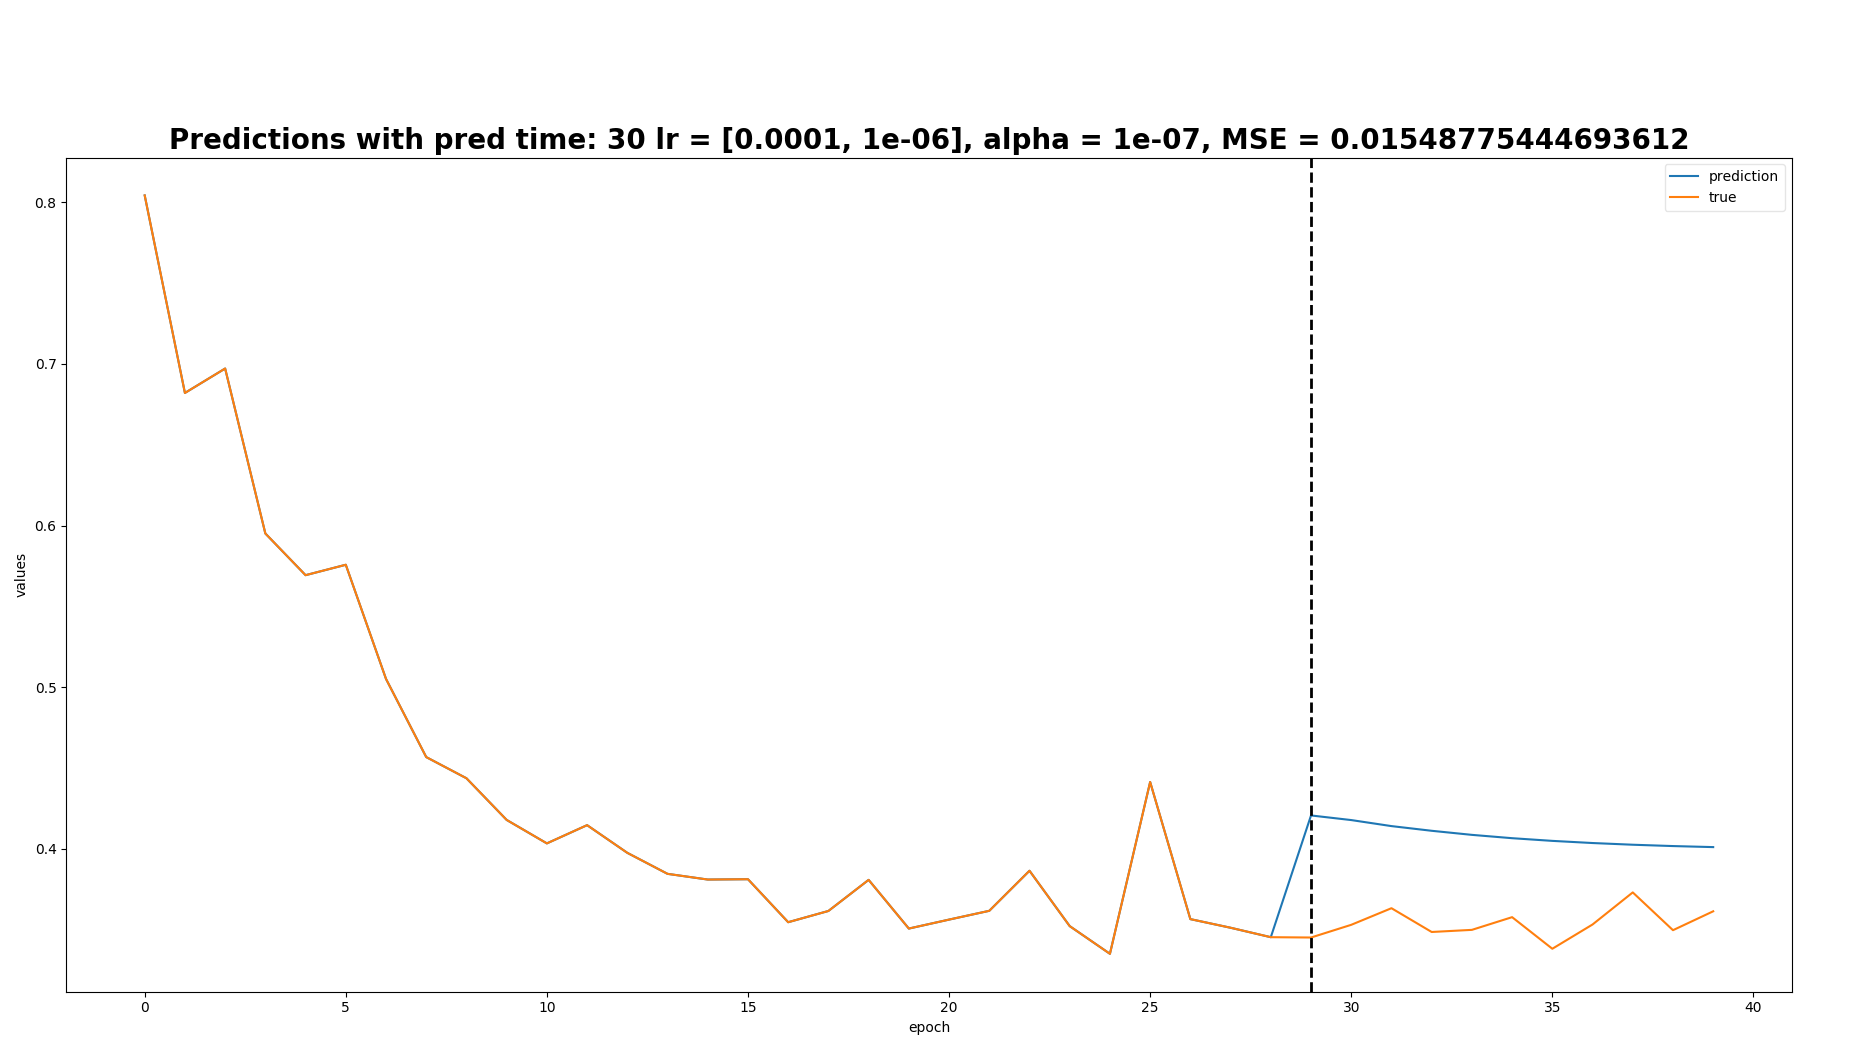 Predictions with pred time: 30 lr = [0.0001, 1e-06], alpha = 1e-07, MSE = 0.01548775444693612
prediction
true
0.8
0.7
0.6
0.5
0.4
values
0 5 10 15 20 25 30 35 40
epoch